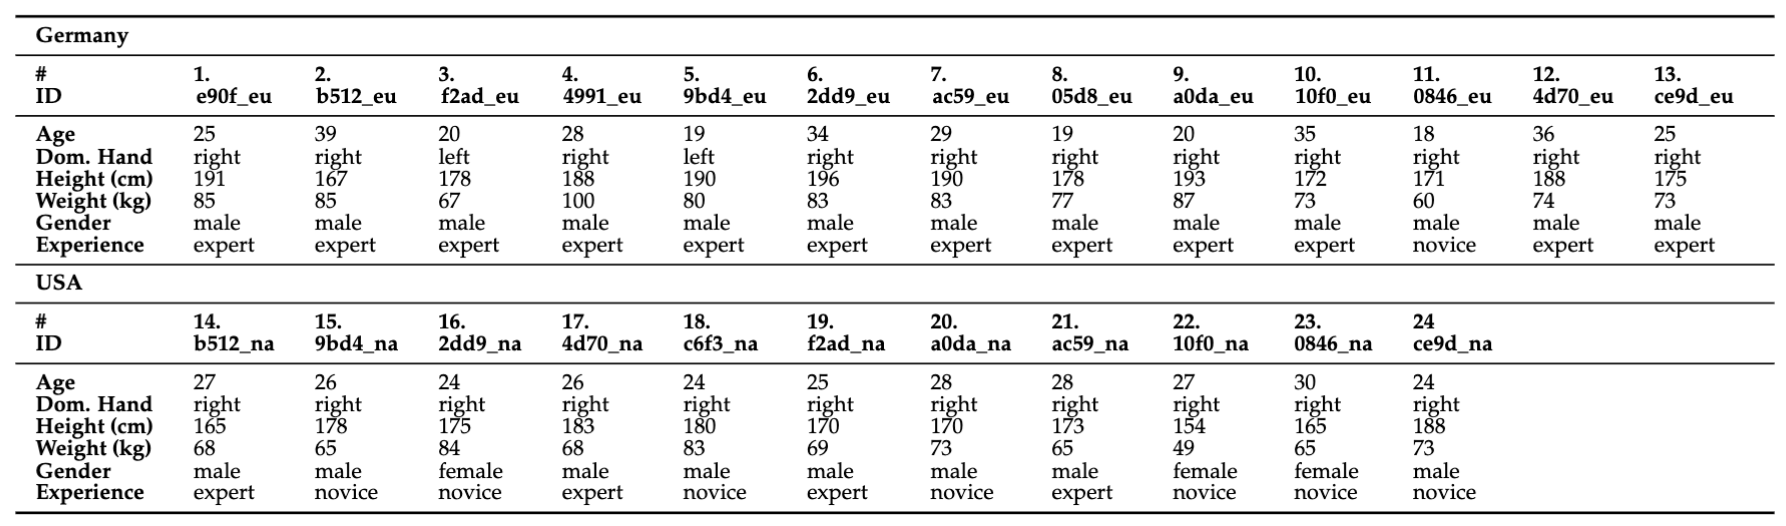 Germany
# 1. 2. 3. 4. 5. 6. 7. 8. 9. 10. 11. 12. 13.
ID e90f_eu b512_eu f2ad_eu 4991_eu 9bd4_eu 2dd9_eu ac59_eu 05d8_eu a0da_eu 10f0_eu 0846_eu 4d70_eu ce9d_eu
Age 25 39 20 28 19 34 29 19 20 35 18 36 25
Dom. Hand right right left right left right right right right right right right right
Height (cm) 191 167 178 188 190 196 190 178 193 172 171 188 175
Weight (kg) 85 85 67 100 80 83 83 77 87 73 60 74 73
Gender male male male male male male male male male male male male male
Experience expert expert expert expert expert expert expert expert expert expert novice expert expert
USA
# 14. 15. 16. 17. 18. 19. 20. 21. 22. 23. 24
ID b512_na 9bd4_na 2dd9_na 4d70_na c6f3_na f2ad_na a0da_na ac59_na 10f0_na 0846_na ce9d_na
Age 27 26 24 26 24 25 28 28 27 30 24
Dom. Hand right right right right right right right right right right right
Height (cm) 165 178 175 183 180 170 170 173 154 165 188
Weight (kg) 68 65 84 68 83 69 73 65 49 65 73
Gender male male female male male male male male female female male
Experience expert novice novice expert novice expert novice expert novice novice novice